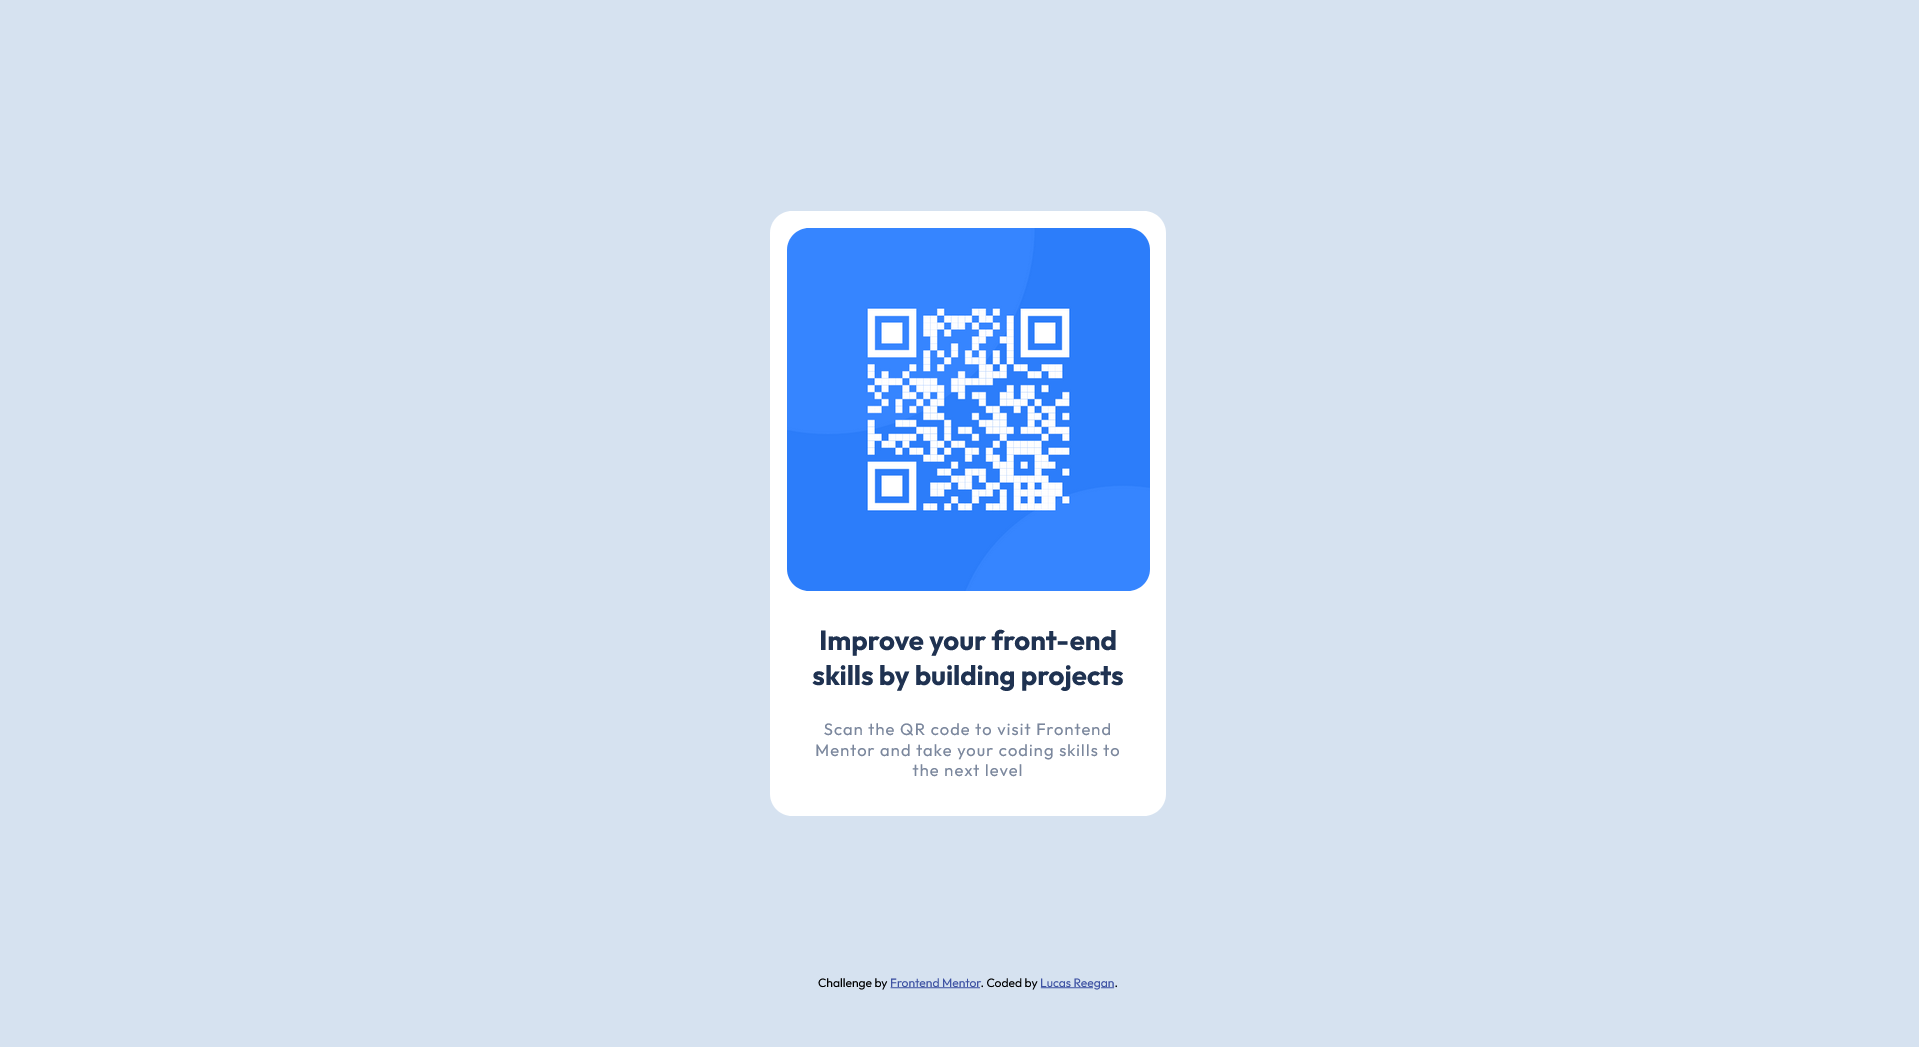 Improve your front-end
skills by building projects
Scan the QR code to visit Frontend
Mentor and take your coding skills to
the next level
Challenge by Frontend Mentor. Coded by Lucas Reegan.